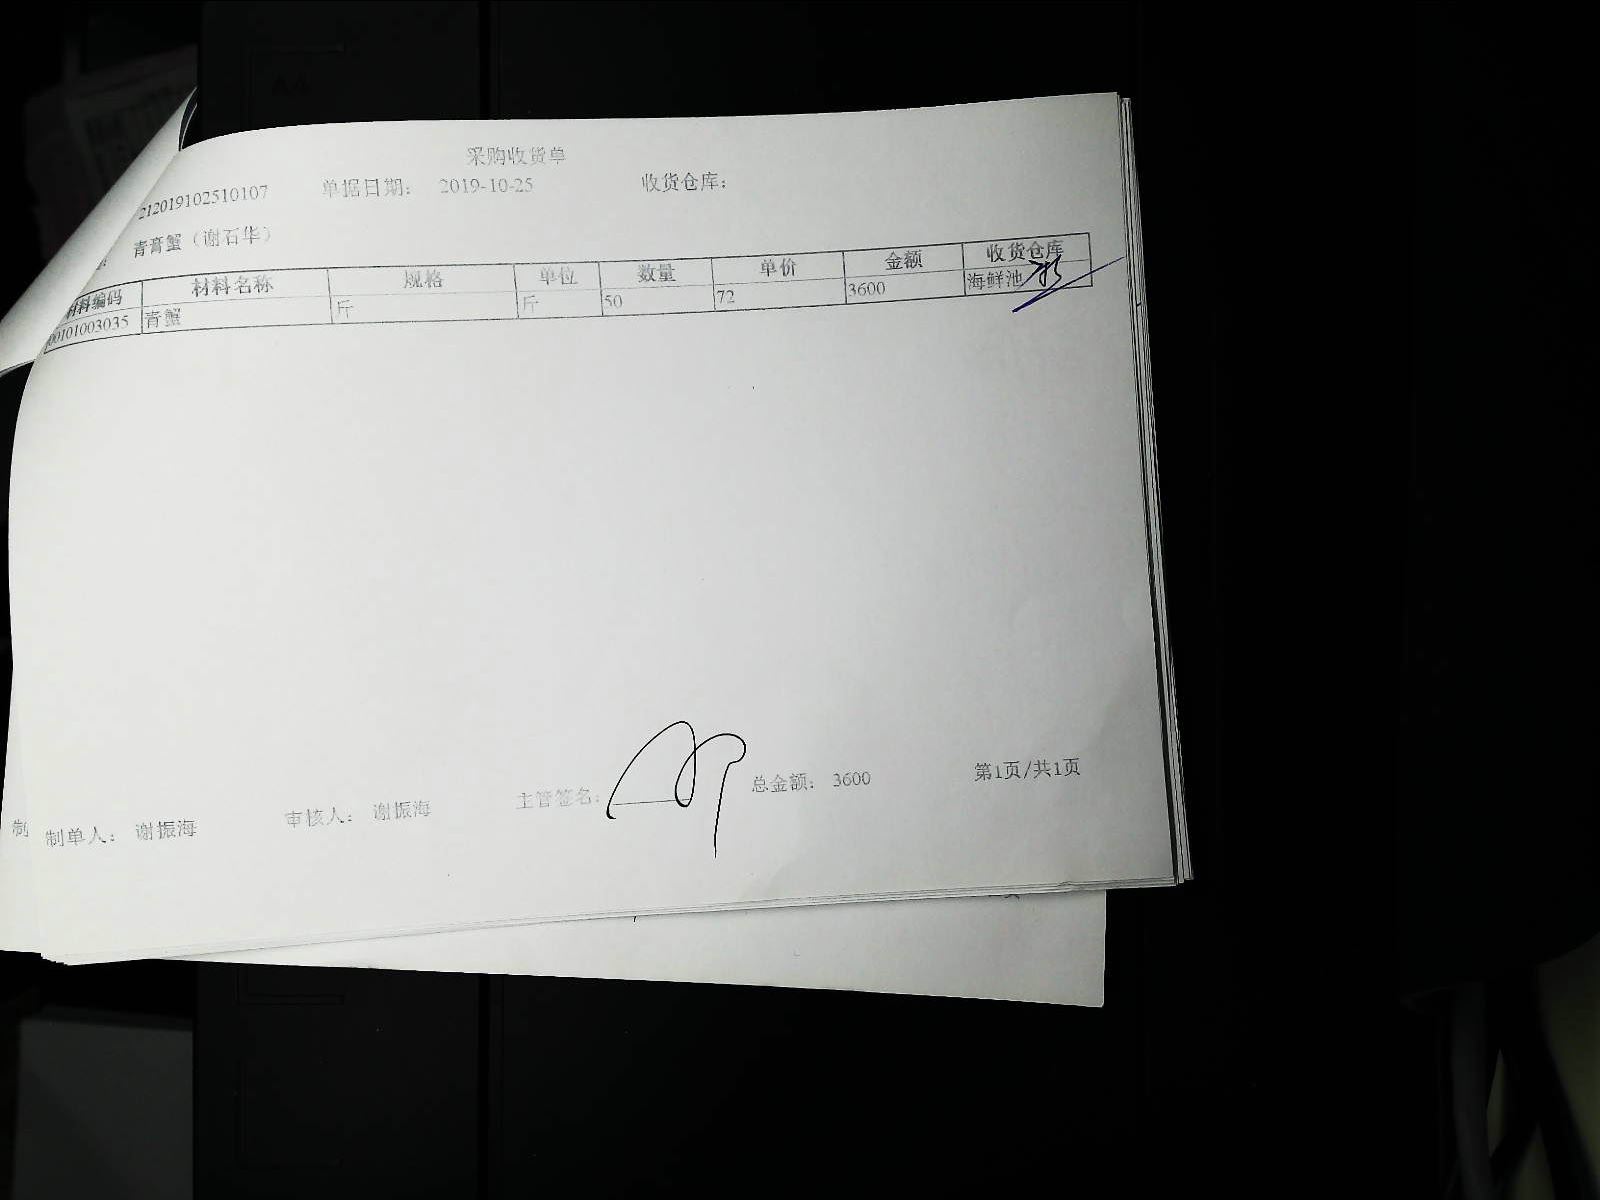 采购收货单
212019102510107 单据日期： 2019-10-25 收货仓库：
青膏蟹（谢石华）
材料编码 材料名称 规格 单位 数量 单价 金额 收货仓库
00101003035 青蟹 斤 斤 50 72 3600 海鲜池
主管签名： 总金额： 3600 第1页/共1页
制 制单人： 谢振海 审核人： 谢振海